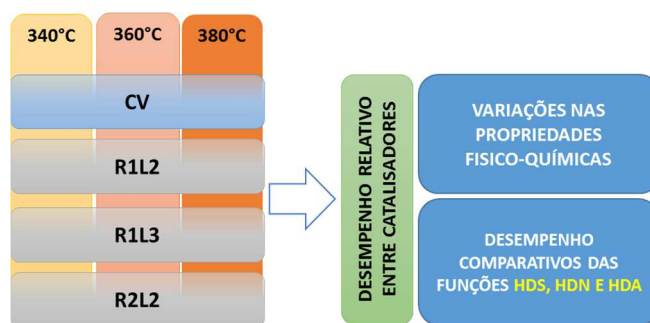 340°C
360°C
380°C
CV
R1L2
R1L3
R2L2
DESEMPENHO RELATIVO
ENTRE CATALISADORES
VARIAÇÕES NAS
PROPRIEDADES
FISICO-QUÍMICAS
DESEMPENHO
COMPARATIVOS DAS
FUNÇÕES HDS, HDN E HDA